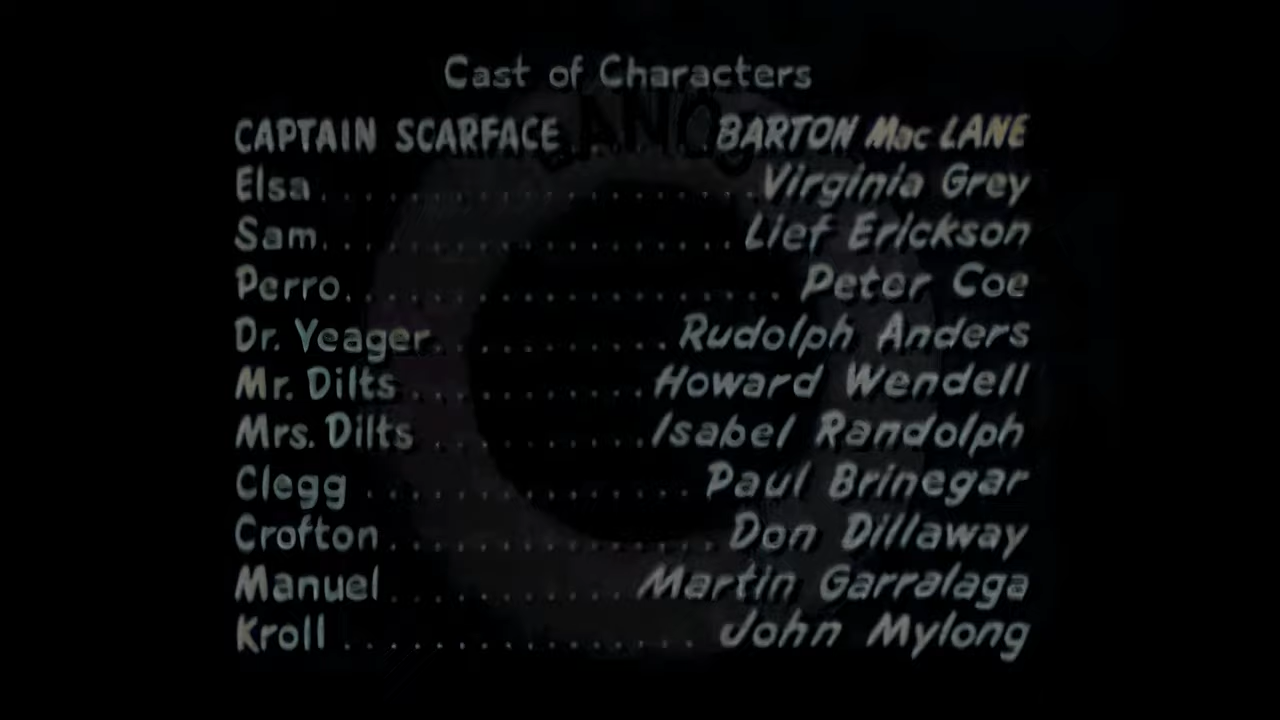 Cast of Characters
CAPTAIN SCARFACE ...... BARTON Mac LANE
Elsa.....................Virginia Grey
Sam.....................Lief Erickson
Perro.....................Peter Coe
Dr. Yeager...........Rudolph Anders
Mr. Dilts............Howard Wendell
Mrs. Dilts...........Isabel Randolph
Clegg................Paul Brinegar
Crofton................Don Dillaway
Manuel............Martin Garralaga
Kroll.................John Mylong